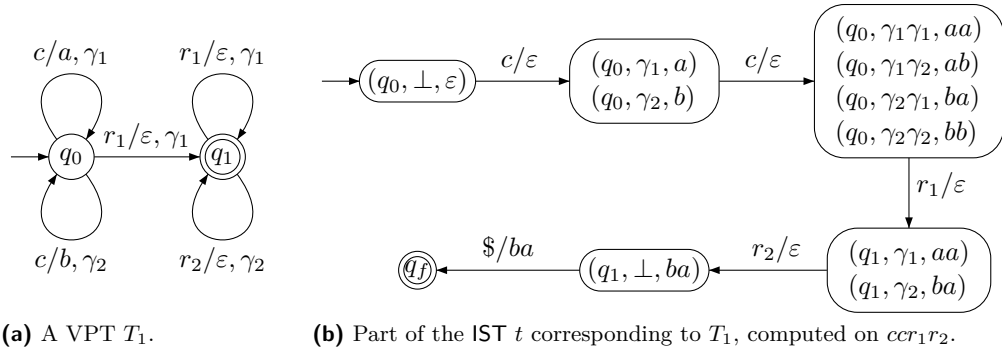 c/a, γ₁
r₁/ε, γ₁
q₀
r₁/ε, γ₁
q₁
c/b, γ₂
r₂/ε, γ₂
(a) A VPT T₁.
(q₀, ⊥, ε)
c/ε
(q₀, γ₁, a)
(q₀, γ₂, b)
c/ε
(q₀, γ₁γ₁, aa)
(q₀, γ₁γ₂, ab)
(q₀, γ₂γ₁, ba)
(q₀, γ₂γ₂, bb)
r₁/ε
(q₁, γ₁, aa)
(q₁, γ₂, ba)
r₂/ε
(q₁, ⊥, ba)
$/ba
q_f
(b) Part of the IST t corresponding to T₁, computed on ccr₁r₂.